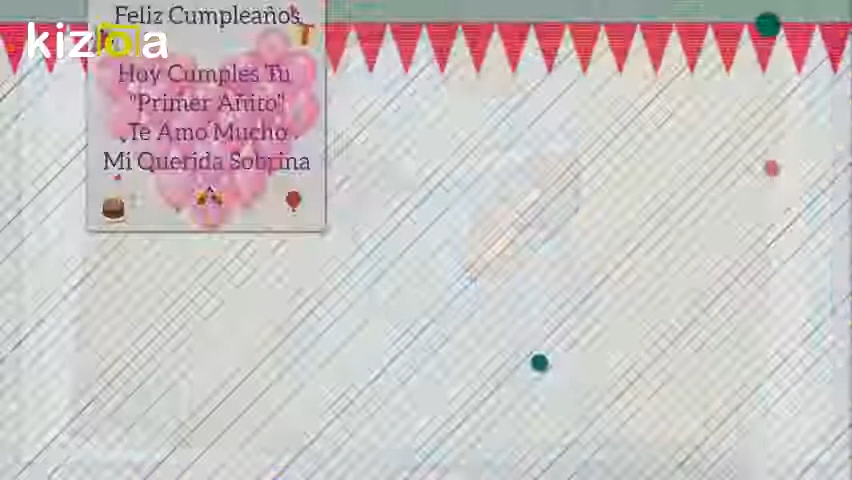 Feliz Cumpleaños
kizoa
Hoy Cumples Tu
"Primer Añito"
Te Amo Mucho
Mi Querida Sobrina